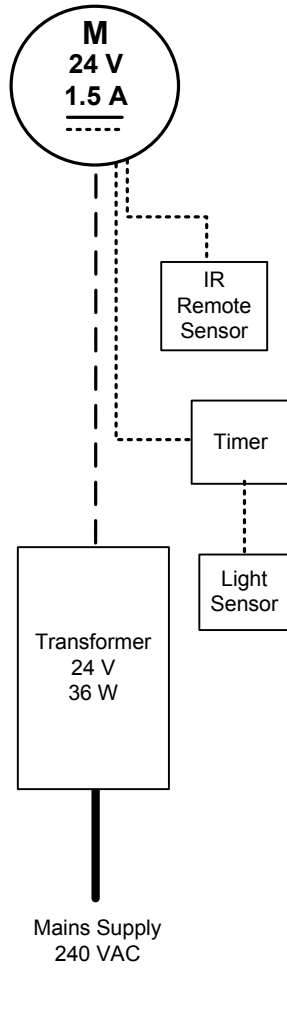 M
24 V
1.5 A
IR
Remote
Sensor
Timer
Light
Sensor
Transformer
24 V
36 W
Mains Supply
240 VAC